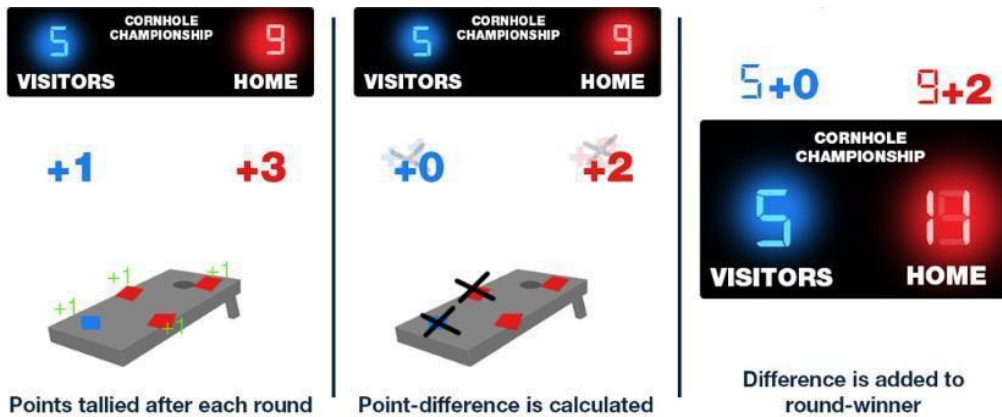 CORNHOLE
CHAMPIONSHIP
5 9
VISITORS HOME
+1 +3
+1
+1
+1
+1
Points tallied after each round
CORNHOLE
CHAMPIONSHIP
5 9
VISITORS HOME
+0 +2
Point-difference is calculated
5+0 9+2
CORNHOLE
CHAMPIONSHIP
5 11
VISITORS HOME
Difference is added to
round-winner